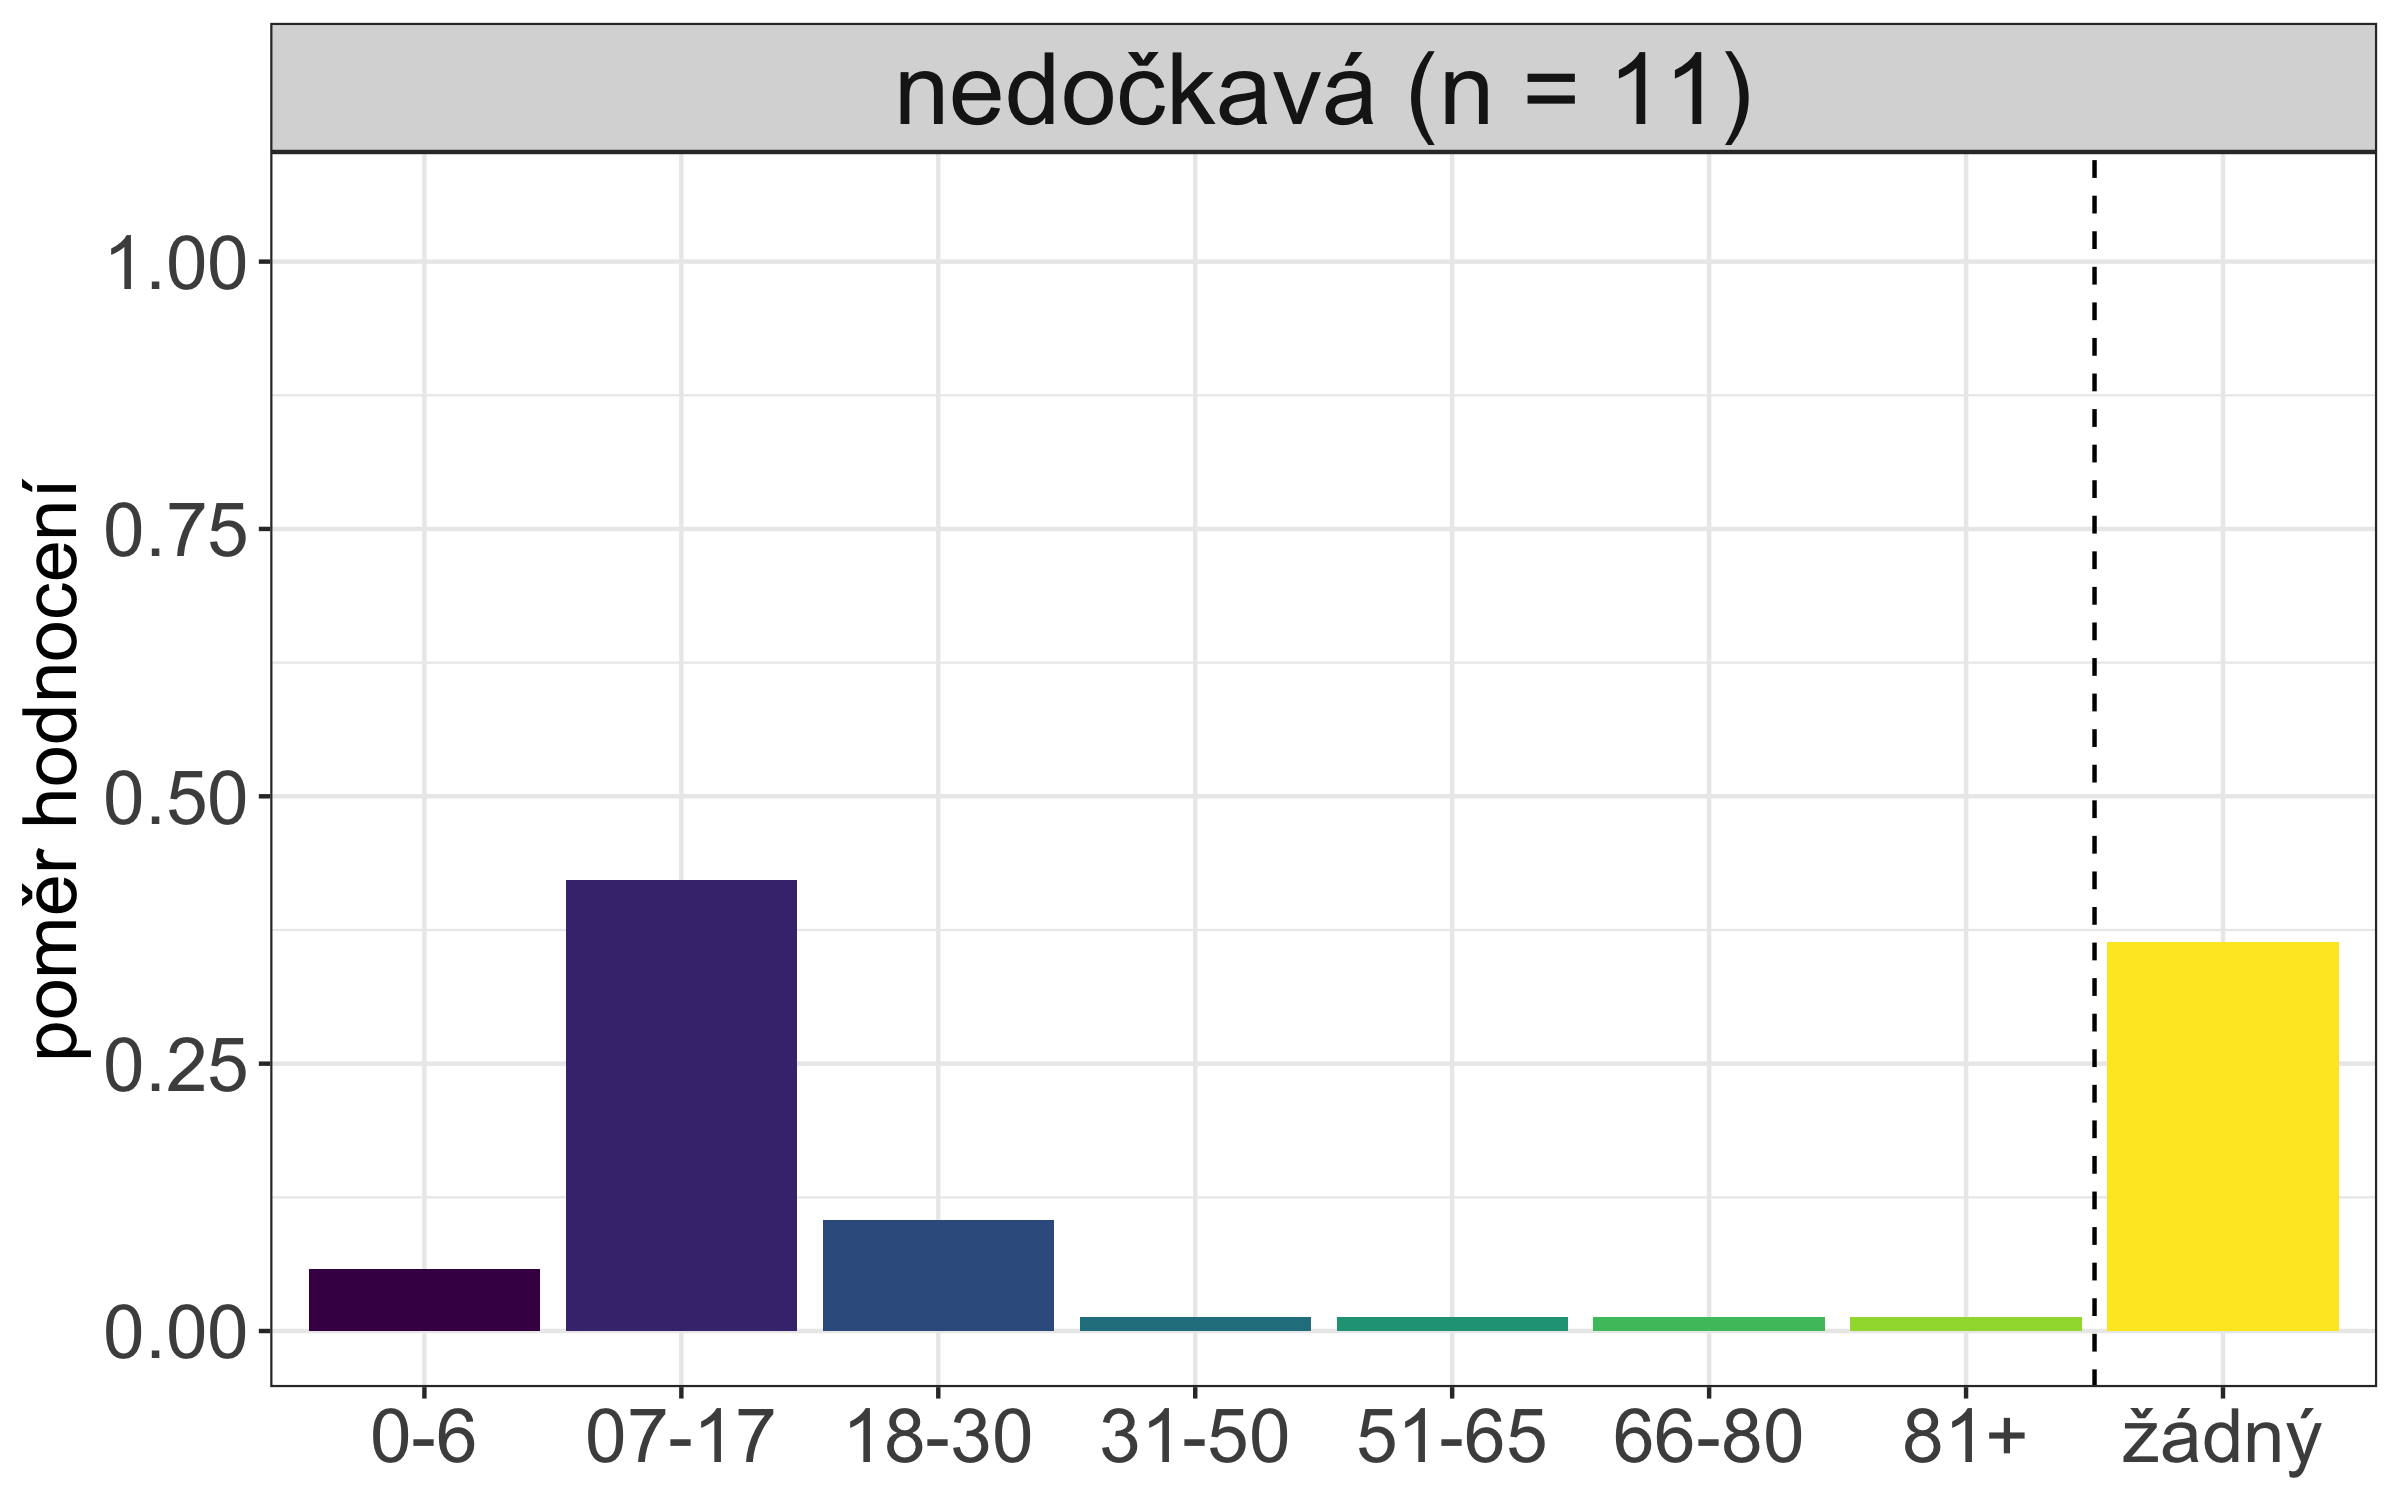 nedočkavá (n = 11)
poměr hodnocení
1.00
0.75
0.50
0.25
0.00
0-6 07-17 18-30 31-50 51-65 66-80 81+ žádný